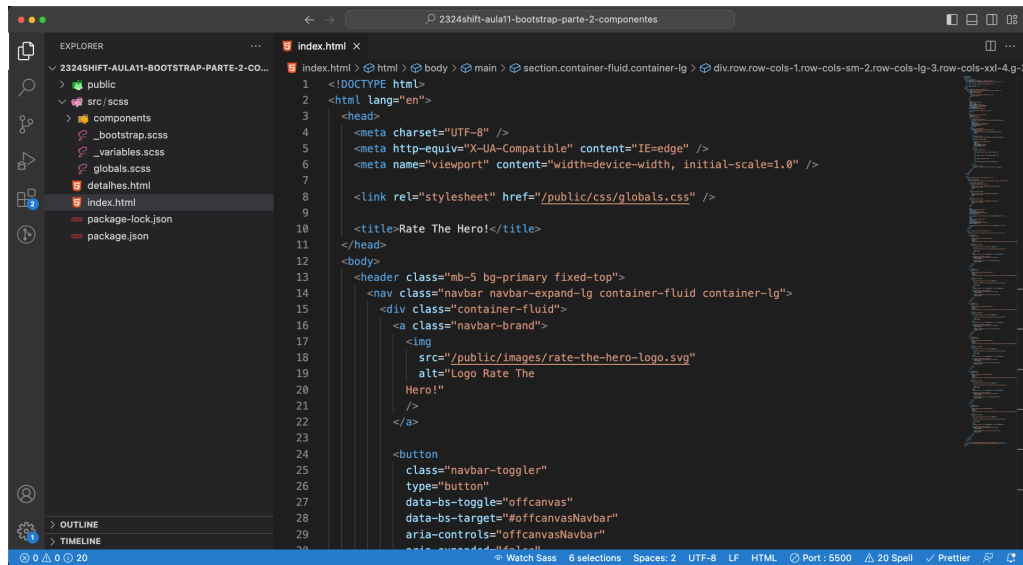 2324shift-aula11-bootstrap-parte-2-componentes
EXPLORER
2324SHIFT-AULA11-BOOTSTRAP-PARTE-2-CO...
public
src/scss
components
_bootstrap.scss
_variables.scss
globals.scss
detalhes.html
index.html
package-lock.json
package.json
OUTLINE
TIMELINE
index.html
index.html > html > body > main > section.container-fluid.container-lg > div.row.row-cols-1.row-cols-sm-2.row-cols-lg-3.row-cols-xxl-4.g-
1 <!DOCTYPE html>
2 <html lang="en">
3 <head>
4 <meta charset="UTF-8" />
5 <meta http-equiv="X-UA-Compatible" content="IE=edge" />
6 <meta name="viewport" content="width=device-width, initial-scale=1.0" />
7
8 <link rel="stylesheet" href="/public/css/globals.css" />
9
10 <title>Rate The Hero!</title>
11 </head>
12 <body>
13 <header class="mb-5 bg-primary fixed-top">
14 <nav class="navbar navbar-expand-lg container-fluid container-lg">
15 <div class="container-fluid">
16 <a class="navbar-brand">
17 <img
18 src="/public/images/rate-the-hero-logo.svg"
19 alt="Logo Rate The
20 Hero!"
21 />
22 </a>
23
24 <button
25 class="navbar-toggler"
26 type="button"
27 data-bs-toggle="offcanvas"
28 data-bs-target="#offcanvasNavbar"
29 aria-controls="offcanvasNavbar"
2
1
0 0 20
Watch Sass 6 selections Spaces: 2 UTF-8 LF HTML Port : 5500 20 Spell Prettier